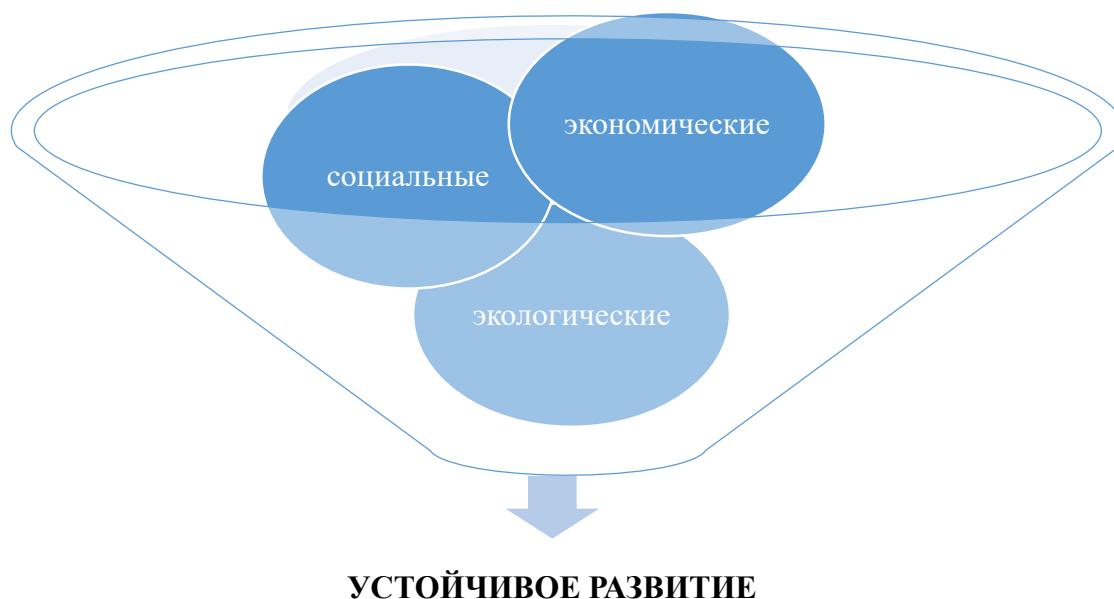 экономические
социальные
экологические
УСТОЙЧИВОЕ РАЗВИТИЕ